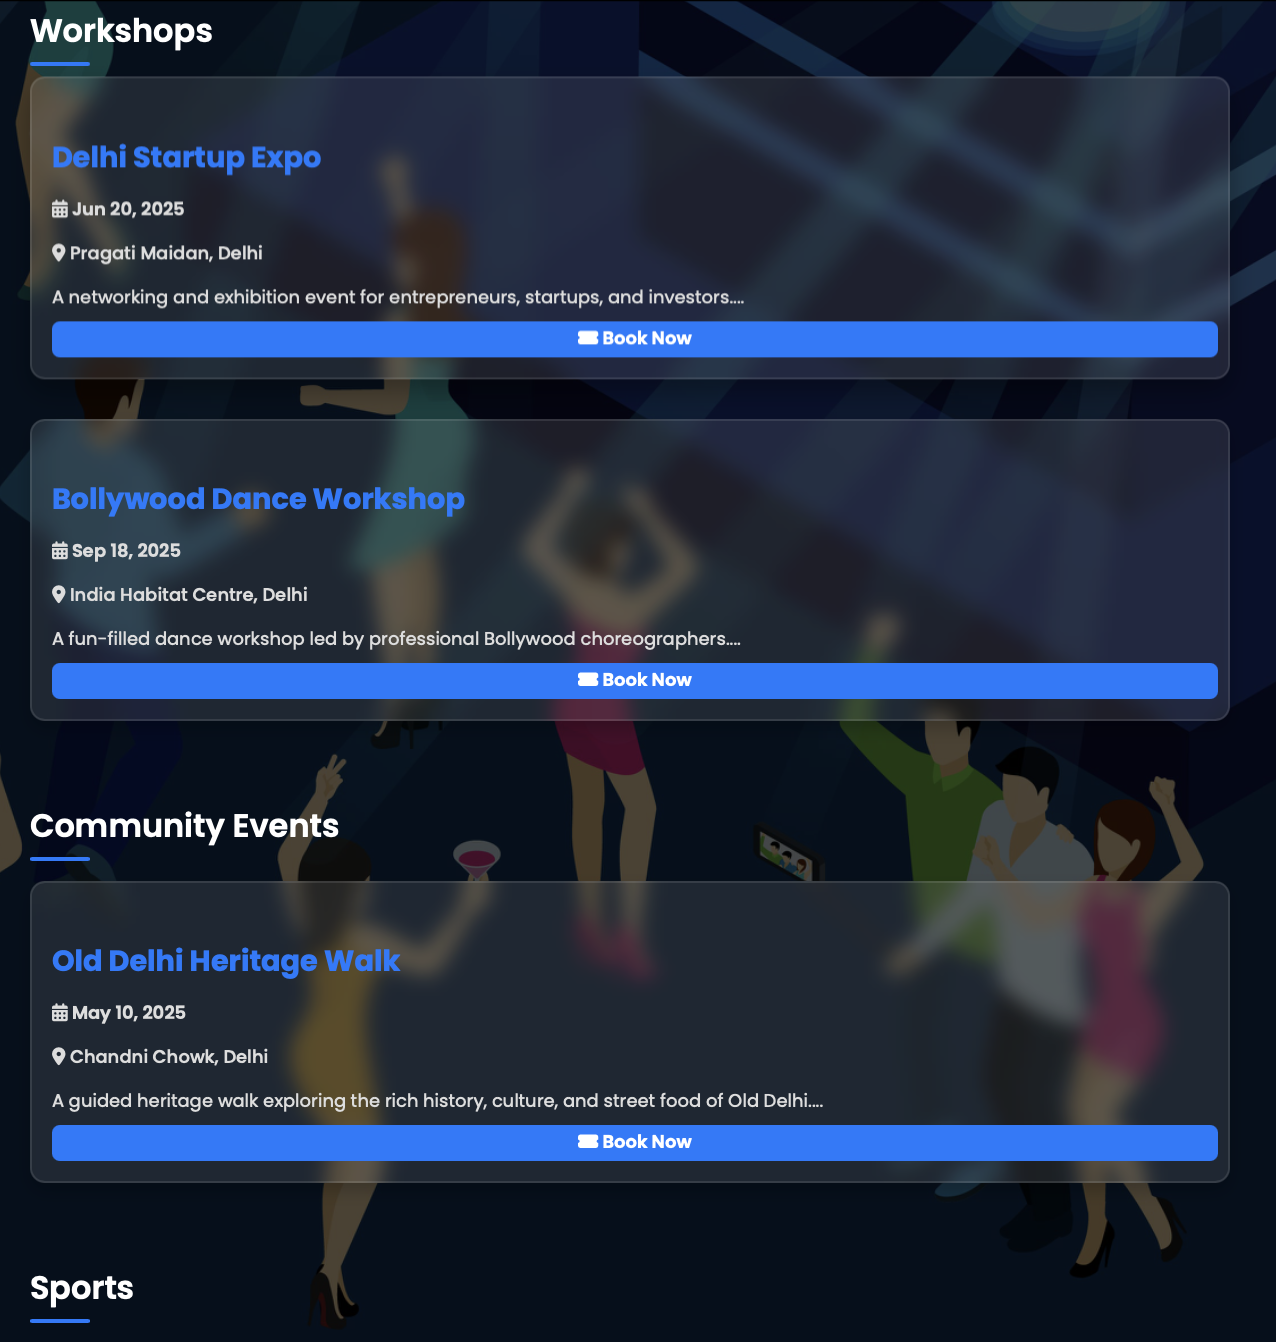 Workshops
Delhi Startup Expo
Jun 20, 2025
Pragati Maidan, Delhi
A networking and exhibition event for entrepreneurs, startups, and investors....
Book Now
Bollywood Dance Workshop
Sep 18, 2025
India Habitat Centre, Delhi
A fun-filled dance workshop led by professional Bollywood choreographers....
Book Now
Community Events
Old Delhi Heritage Walk
May 10, 2025
Chandni Chowk, Delhi
A guided heritage walk exploring the rich history, culture, and street food of Old Delhi....
Book Now
Sports